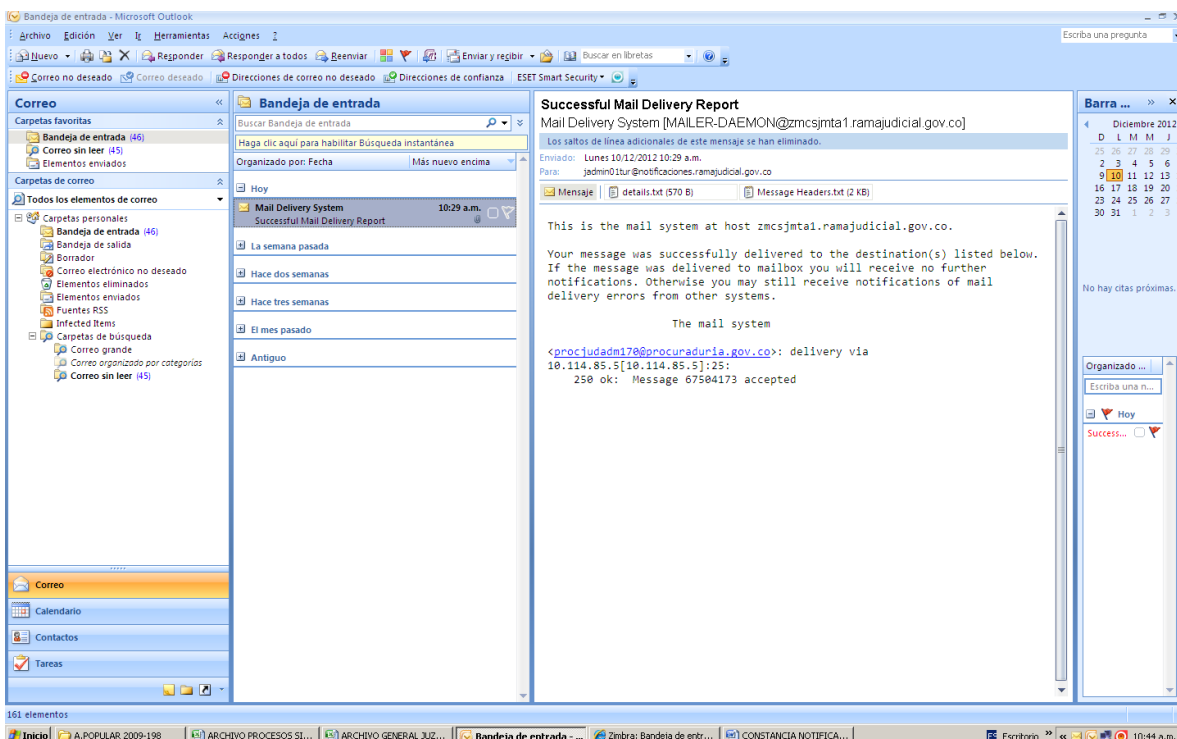 Bandeja de entrada - Microsoft Outlook
Archivo Edición Ver Ir Herramientas Acciones ?
Escriba una pregunta
Nuevo Responder Responder a todos Reenviar Enviar y recibir Buscar en libretas
Correo no deseado Correo deseado Direcciones de correo no deseado Direcciones de confianza ESET Smart Security
Correo «
Carpetas favoritas
Bandeja de entrada (46)
Correo sin leer (45)
Elementos enviados
Carpetas de correo
Todos los elementos de correo
Carpetas personales
Bandeja de entrada (46)
Bandeja de salida
Borrador
Correo electrónico no deseado
Elementos eliminados
Elementos enviados
Fuentes RSS
Infected Items
Carpetas de búsqueda
Correo grande
Correo organizado por categorías
Correo sin leer (45)
Correo
Calendario
Contactos
Tareas
Bandeja de entrada
Buscar Bandeja de entrada
Haga clic aquí para habilitar Búsqueda instantánea
Organizado por: Fecha Más nuevo encima
Hoy
Mail Delivery System 10:29 a.m.
Successful Mail Delivery Report
La semana pasada
Hace dos semanas
Hace tres semanas
El mes pasado
Antiguo
Successful Mail Delivery Report
Mail Delivery System [MAILER-DAEMON@zmcsjmta1.ramajudicial.gov.co]
Los saltos de línea adicionales de este mensaje se han eliminado.
Enviado: Lunes 10/12/2012 10:29 a.m.
Para: jadmin01tur@notificaciones.ramajudicial.gov.co
Mensaje details.txt (570 B) Message Headers.txt (2 KB)
This is the mail system at host zmcsjmta1.ramajudicial.gov.co.
Your message was successfully delivered to the destination(s) listed below.
If the message was delivered to mailbox you will receive no further
notifications. Otherwise you may still receive notifications of mail
delivery errors from other systems.
The mail system
<procjudadm170@procuraduria.gov.co>: delivery via
10.114.85.5[10.114.85.5]:25:
250 ok: Message 67504173 accepted
Barra ... »
Diciembre 2012
D L M M J
25 26 27 28 29
2 3 4 5 6
9 10 11 12 13
16 17 18 19 20
23 24 25 26 27
30 31 1 2 3
No hay citas próximas.
Organizado ...
Escriba una n...
Hoy
Success...
161 elementos
Inicio A.POPULAR 2009-198 ARCHIVO PROCESOS SI... ARCHIVO GENERAL JUZ... Bandeja de entrada - ... Zimbra: Bandeja de entr... CONSTANCIA NOTIFICA... ES Escritorio » « 10:44 a.m.